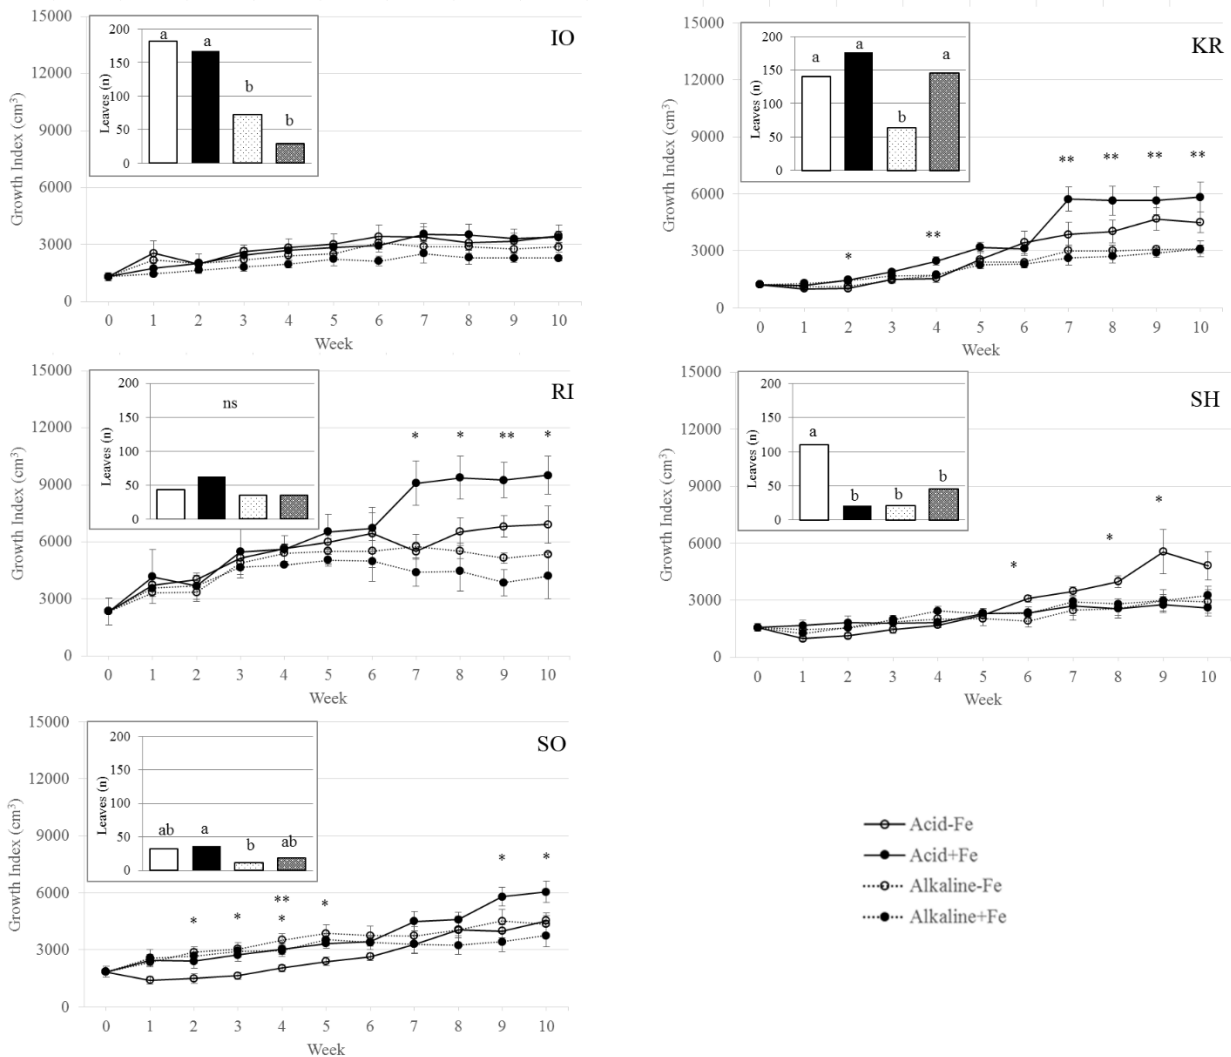 IO
Growth Index (cm³)
15000
12000
9000
6000
3000
0
Leaves (n)
200
150
100
50
0
a a b b
0 1 2 3 4 5 6 7 8 9 10
Week
KR
Growth Index (cm³)
15000
12000
9000
6000
3000
0
Leaves (n)
200
150
100
50
0
a a b a
* ** ** ** ** **
0 1 2 3 4 5 6 7 8 9 10
Week
RI
Growth Index (cm³)
15000
12000
9000
6000
3000
0
Leaves (n)
200
150
100
50
0
ns
* * ** *
0 1 2 3 4 5 6 7 8 9 10
Week
SH
Growth Index (cm³)
15000
12000
9000
6000
3000
0
Leaves (n)
200
150
100
50
0
a b b b
* * *
0 1 2 3 4 5 6 7 8 9 10
Week
SO
Growth Index (cm³)
15000
12000
9000
6000
3000
0
Leaves (n)
200
150
100
50
0
ab a b ab
**
* * * * * *
0 1 2 3 4 5 6 7 8 9 10
Week
Acid-Fe
Acid+Fe
Alkaline-Fe
Alkaline+Fe